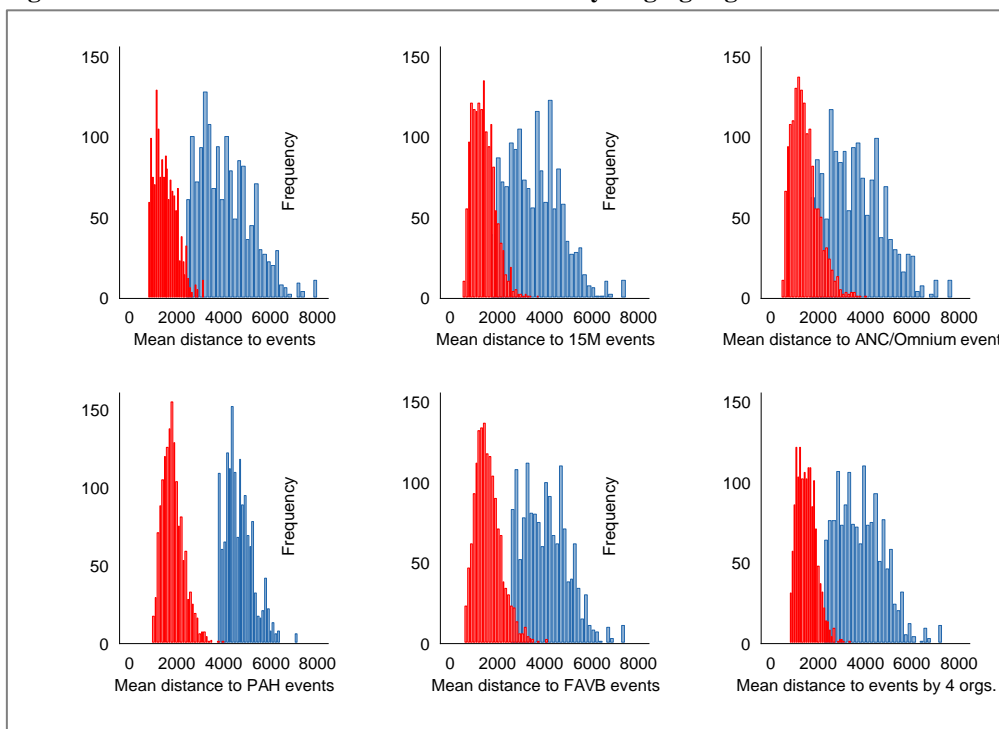 150
100
50
0
0 2000 4000 6000 8000
Mean distance to events
Frequency
150
100
50
0
0 2000 4000 6000 8000
Mean distance to 15M events
Frequency
150
100
50
0
0 2000 4000 6000 8000
Mean distance to ANC/Omnium event
150
100
50
0
0 2000 4000 6000 8000
Mean distance to PAH events
Frequency
150
100
50
0
0 2000 4000 6000 8000
Mean distance to FAVB events
Frequency
150
100
50
0
0 2000 4000 6000 8000
Mean distance to events by 4 orgs.